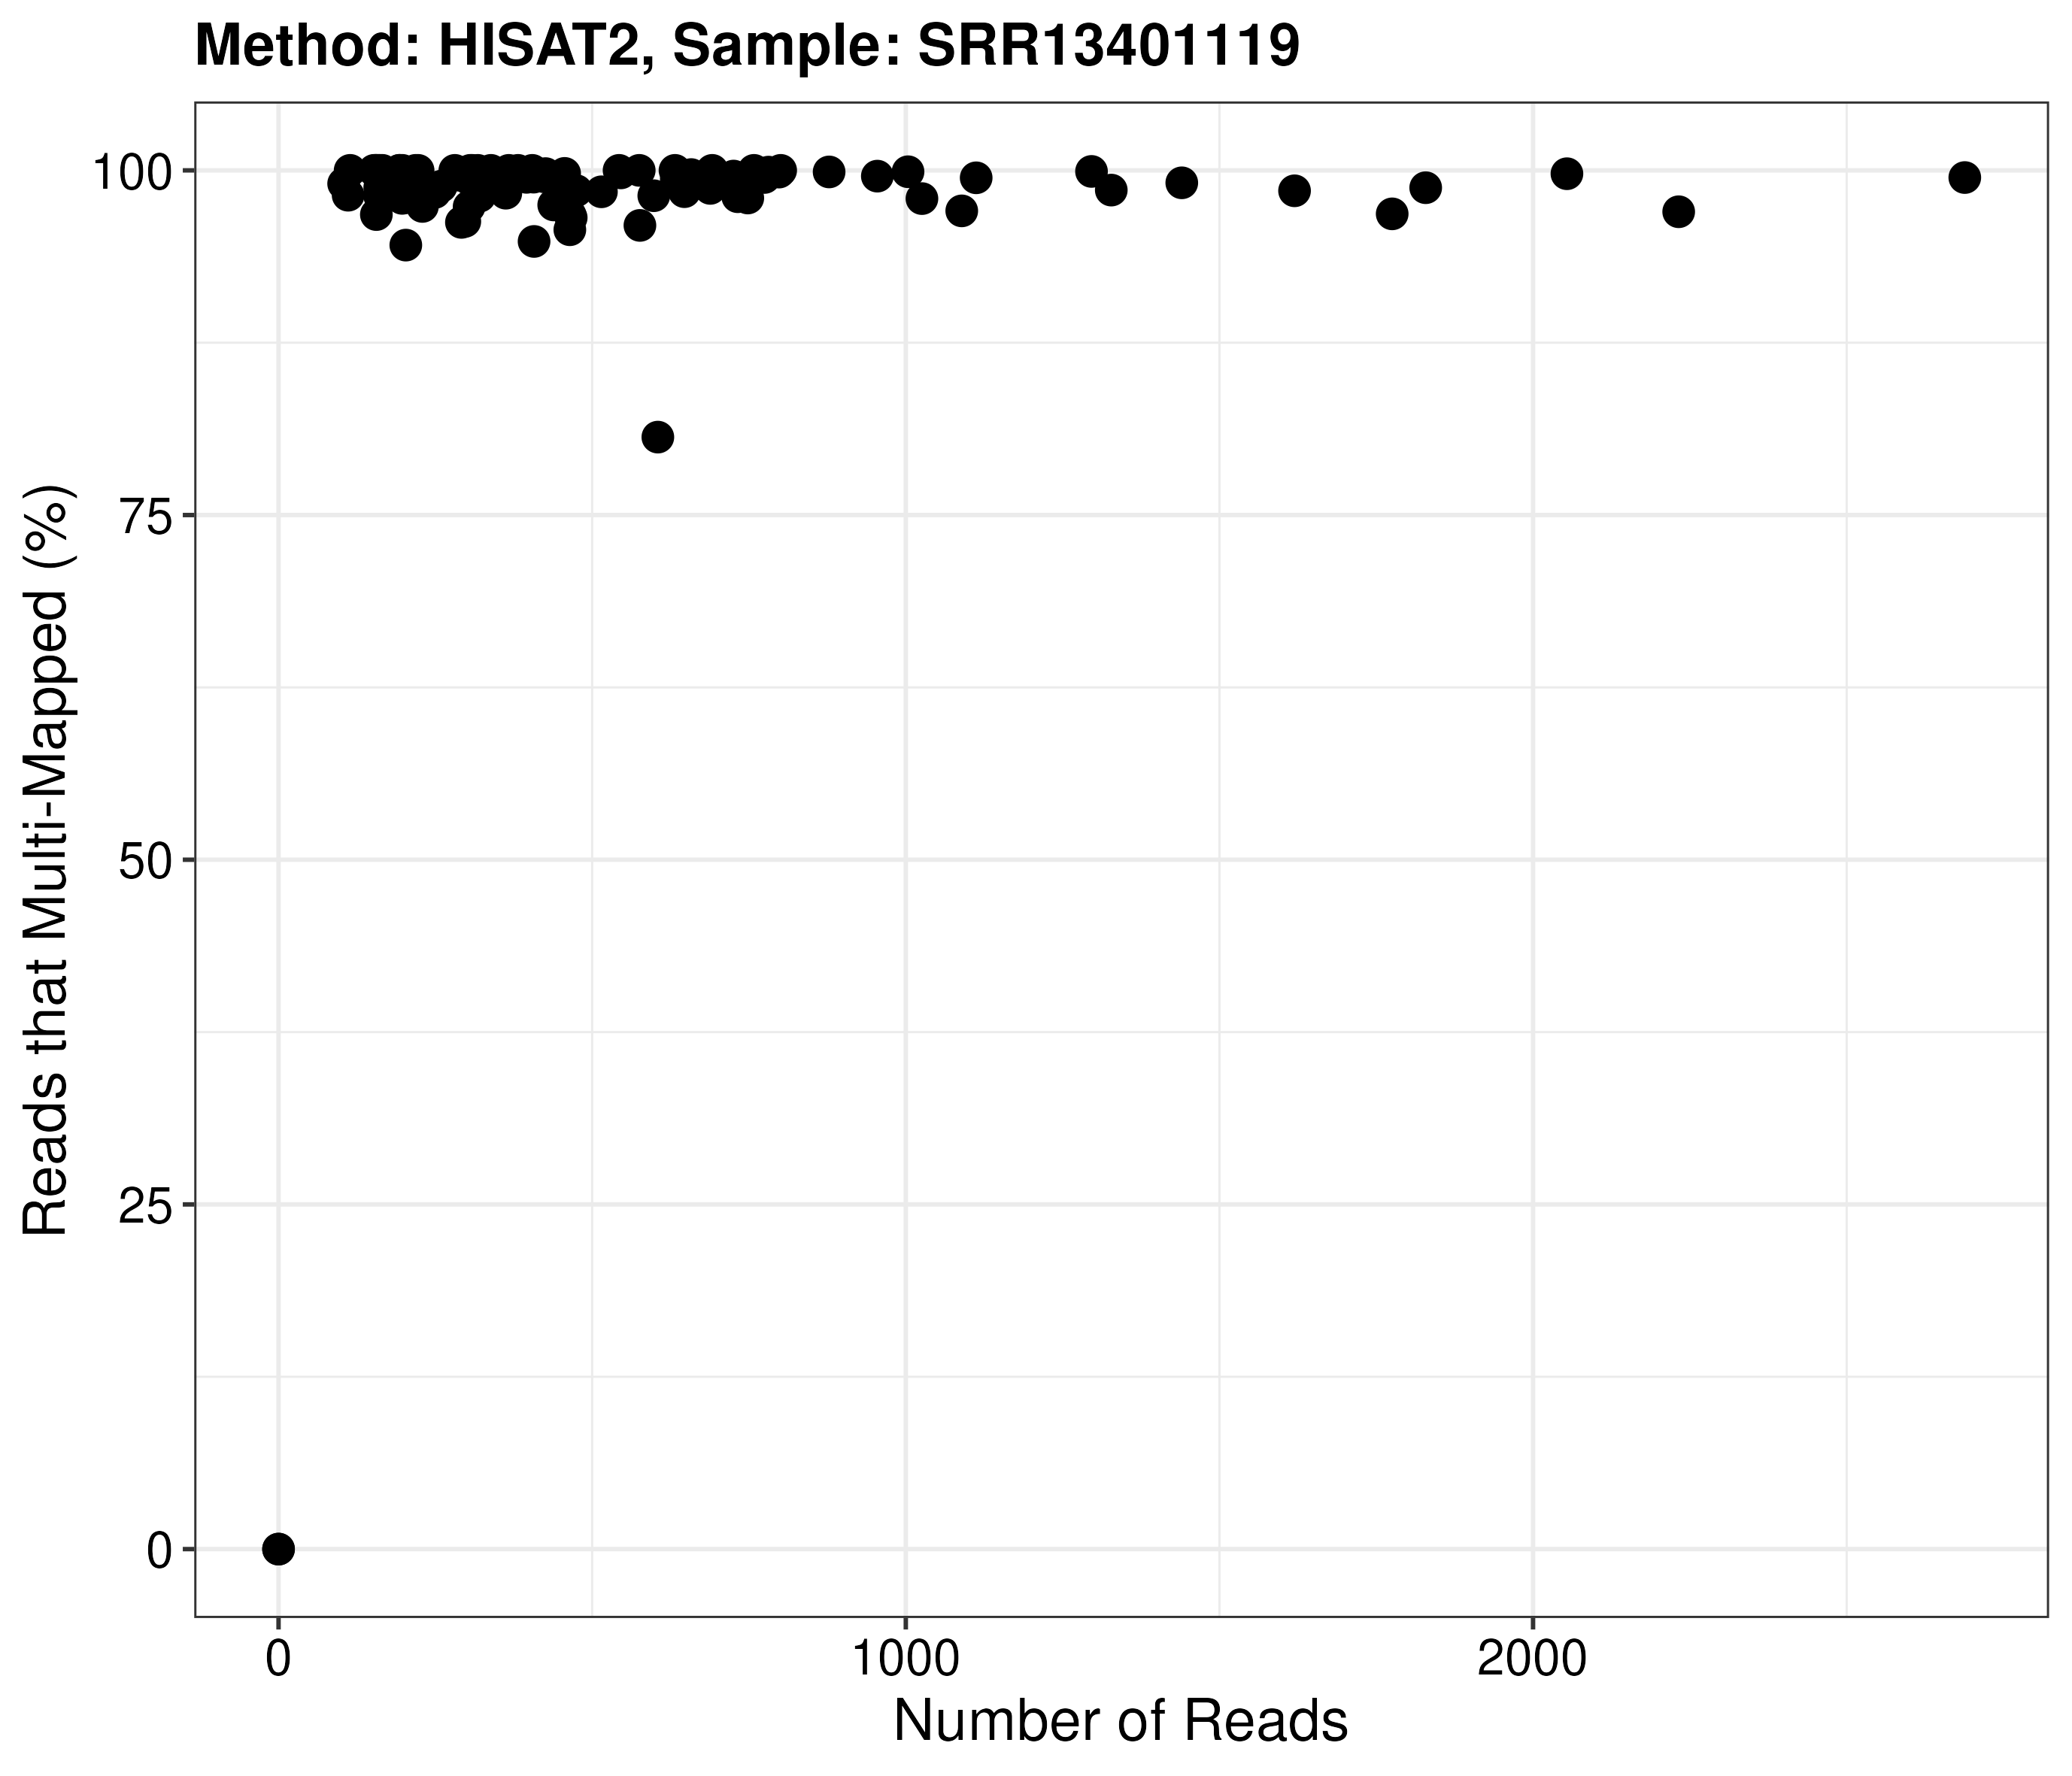 Method: HISAT2, Sample: SRR13401119
Reads that Multi-Mapped (%)
100
75
50
25
0
0 1000 2000
Number of Reads